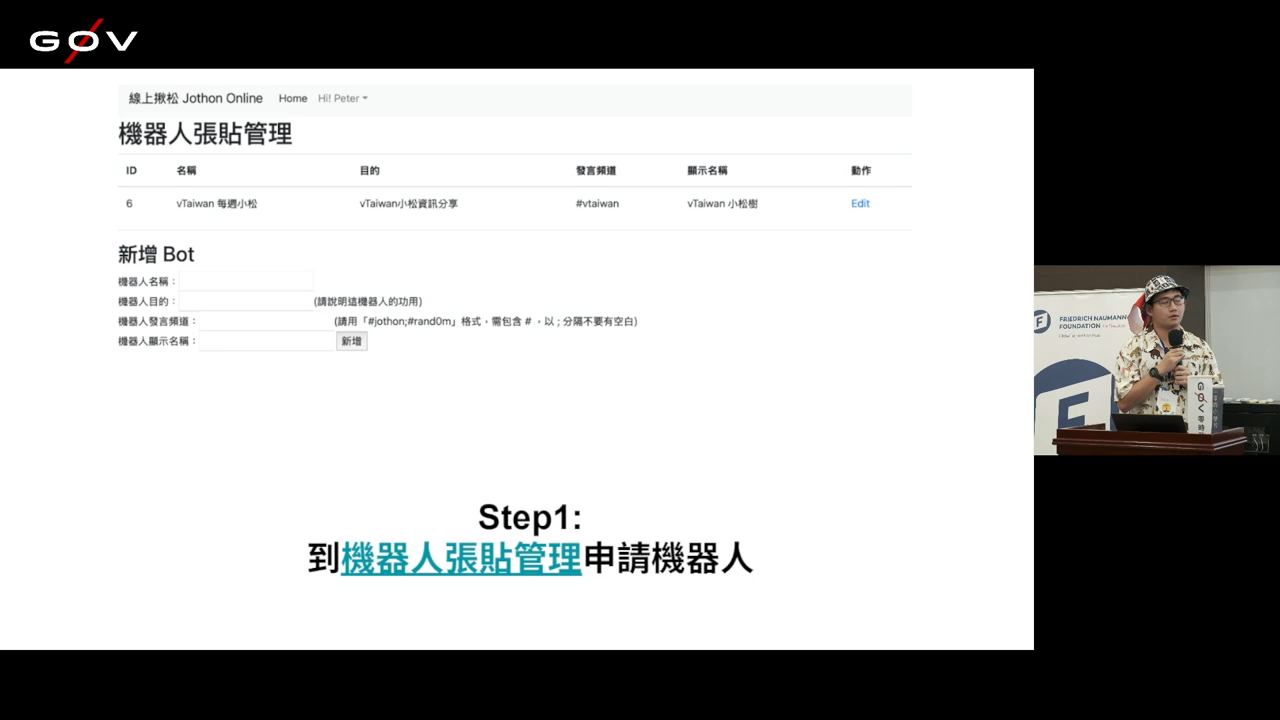 GØV
線上揪松 Jothon Online Home Hi! Peter
機器人張貼管理
ID 名稱 目的 發言頻道 顯示名稱 動作
6 vTaiwan 每週小松 vTaiwan小松資訊分享 #vtaiwan vTaiwan 小松樹 Edit
新增 Bot
機器人名稱：
機器人目的： (請說明這機器人的功用)
機器人發言頻道： (請用「#jothon;#rand0m」格式，需包含 # ，以 ; 分隔不要有空白)
機器人顯示名稱： 新增
Step1:
到機器人張貼管理申請機器人
FRIEDRICH NAUMANN
FOUNDATION
F
GØV 零時